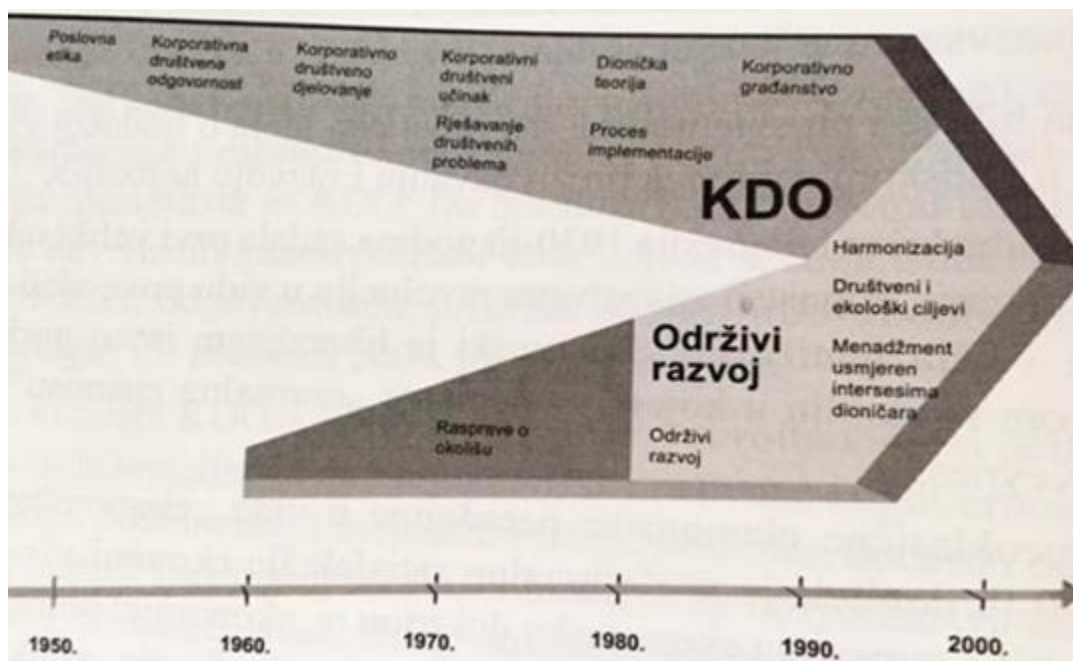 Poslovna
etika
Korporativna
društvena
odgovornost
Korporativno
društveno
djelovanje
Korporativni
društveni
učinak
Rješavanje
društvenih
problema
Dionička
teorija
Proces
implementacije
Korporativno
građanstvo
KDO
Harmonizacija
Društveni i
ekološki ciljevi
Menadžment
usmjeren
intersesima
dioničara
Održivi
razvoj
Rasprave o
okolišu
Održivi
razvoj
1950. 1960. 1970. 1980. 1990. 2000.